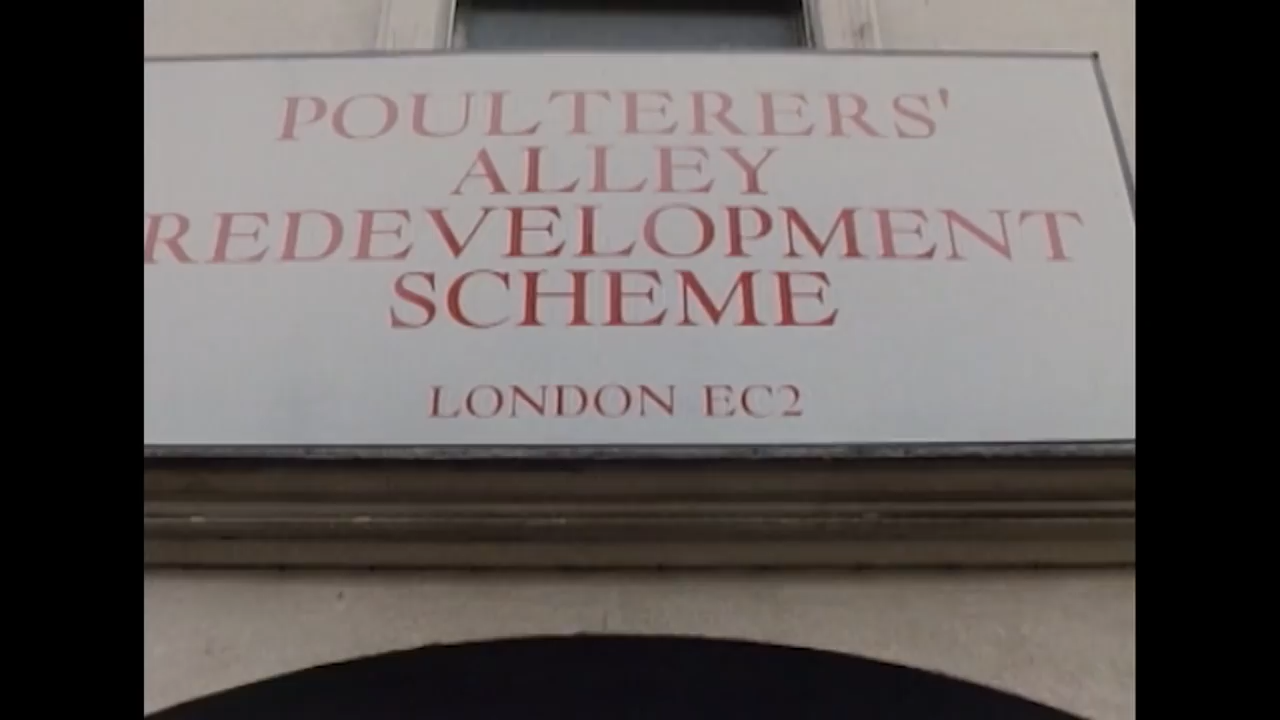 POULTERERS'
ALLEY
REDEVELOPMENT
SCHEME
LONDON EC2